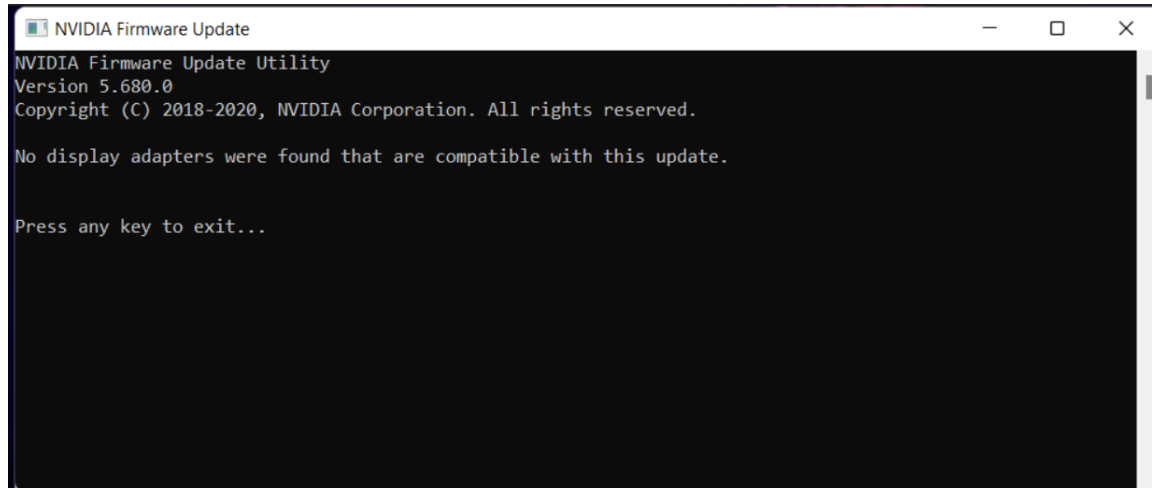 NVIDIA Firmware Update
NVIDIA Firmware Update Utility
Version 5.680.0
Copyright (C) 2018-2020, NVIDIA Corporation. All rights reserved.
No display adapters were found that are compatible with this update.
Press any key to exit...